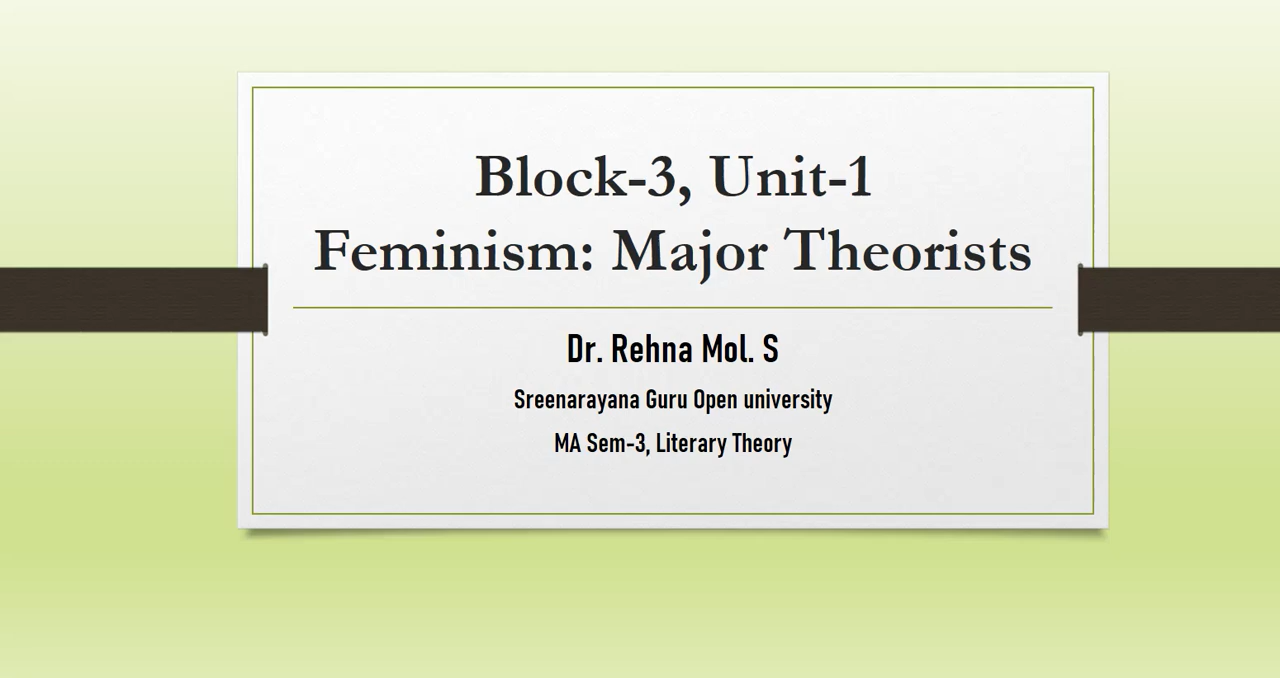 Block-3, Unit-1
Feminism: Major Theorists
Dr. Rehna Mol. S
Sreenarayana Guru Open university
MA Sem-3, Literary Theory